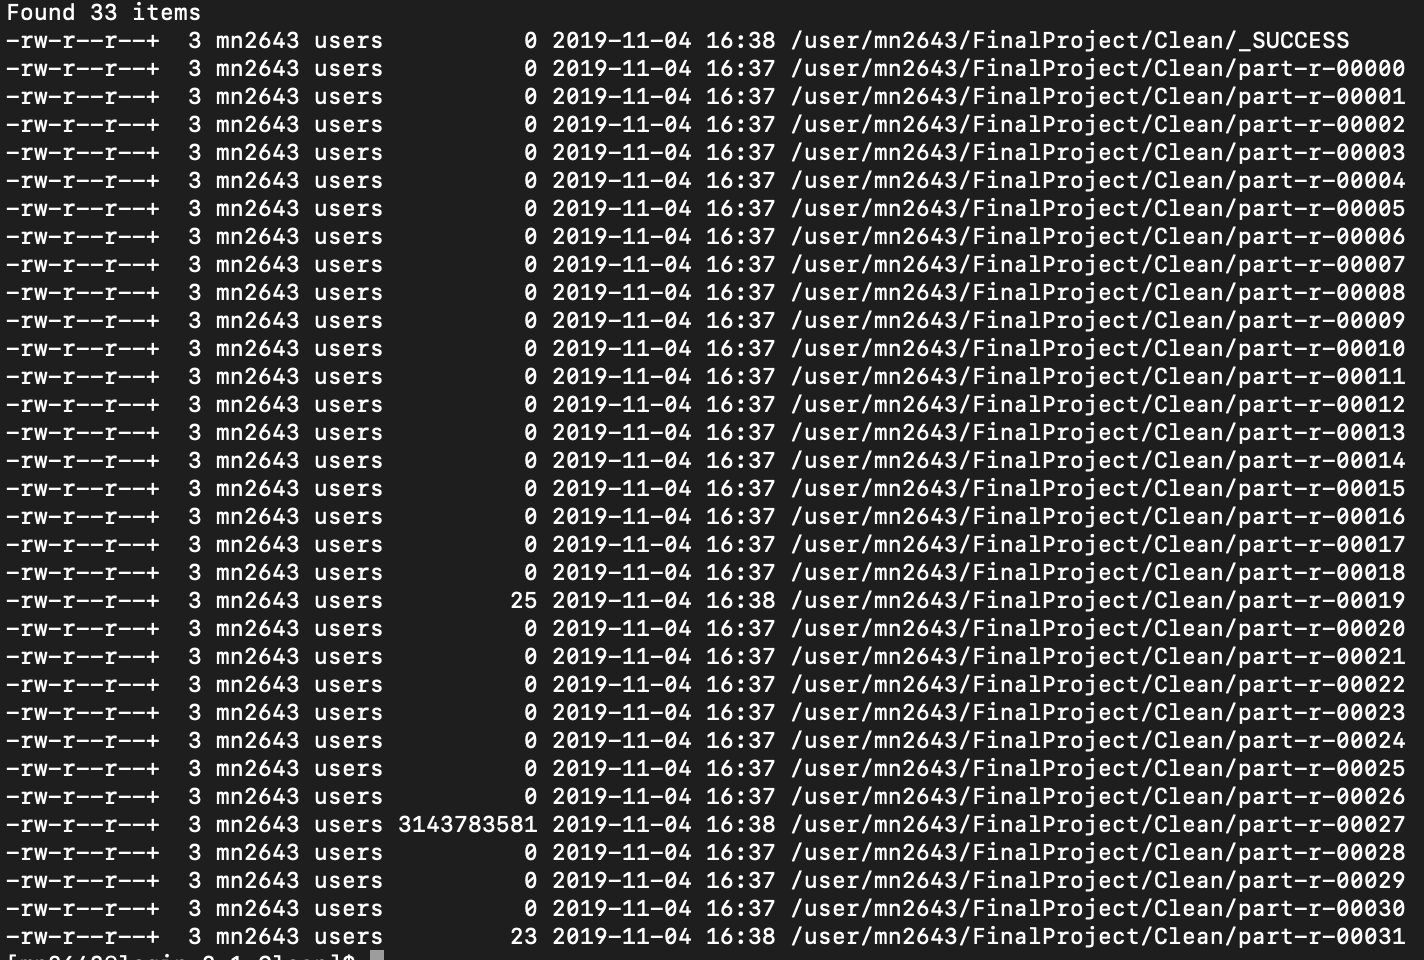 Found 33 items
-rw-r--r--+  3 mn2643 users          0 2019-11-04 16:38 /user/mn2643/FinalProject/Clean/_SUCCESS
-rw-r--r--+  3 mn2643 users          0 2019-11-04 16:37 /user/mn2643/FinalProject/Clean/part-r-00000
-rw-r--r--+  3 mn2643 users          0 2019-11-04 16:37 /user/mn2643/FinalProject/Clean/part-r-00001
-rw-r--r--+  3 mn2643 users          0 2019-11-04 16:37 /user/mn2643/FinalProject/Clean/part-r-00002
-rw-r--r--+  3 mn2643 users          0 2019-11-04 16:37 /user/mn2643/FinalProject/Clean/part-r-00003
-rw-r--r--+  3 mn2643 users          0 2019-11-04 16:37 /user/mn2643/FinalProject/Clean/part-r-00004
-rw-r--r--+  3 mn2643 users          0 2019-11-04 16:37 /user/mn2643/FinalProject/Clean/part-r-00005
-rw-r--r--+  3 mn2643 users          0 2019-11-04 16:37 /user/mn2643/FinalProject/Clean/part-r-00006
-rw-r--r--+  3 mn2643 users          0 2019-11-04 16:37 /user/mn2643/FinalProject/Clean/part-r-00007
-rw-r--r--+  3 mn2643 users          0 2019-11-04 16:37 /user/mn2643/FinalProject/Clean/part-r-00008
-rw-r--r--+  3 mn2643 users          0 2019-11-04 16:37 /user/mn2643/FinalProject/Clean/part-r-00009
-rw-r--r--+  3 mn2643 users          0 2019-11-04 16:37 /user/mn2643/FinalProject/Clean/part-r-00010
-rw-r--r--+  3 mn2643 users          0 2019-11-04 16:37 /user/mn2643/FinalProject/Clean/part-r-00011
-rw-r--r--+  3 mn2643 users          0 2019-11-04 16:37 /user/mn2643/FinalProject/Clean/part-r-00012
-rw-r--r--+  3 mn2643 users          0 2019-11-04 16:37 /user/mn2643/FinalProject/Clean/part-r-00013
-rw-r--r--+  3 mn2643 users          0 2019-11-04 16:37 /user/mn2643/FinalProject/Clean/part-r-00014
-rw-r--r--+  3 mn2643 users          0 2019-11-04 16:37 /user/mn2643/FinalProject/Clean/part-r-00015
-rw-r--r--+  3 mn2643 users          0 2019-11-04 16:37 /user/mn2643/FinalProject/Clean/part-r-00016
-rw-r--r--+  3 mn2643 users          0 2019-11-04 16:37 /user/mn2643/FinalProject/Clean/part-r-00017
-rw-r--r--+  3 mn2643 users          0 2019-11-04 16:37 /user/mn2643/FinalProject/Clean/part-r-00018
-rw-r--r--+  3 mn2643 users         25 2019-11-04 16:38 /user/mn2643/FinalProject/Clean/part-r-00019
-rw-r--r--+  3 mn2643 users          0 2019-11-04 16:37 /user/mn2643/FinalProject/Clean/part-r-00020
-rw-r--r--+  3 mn2643 users          0 2019-11-04 16:37 /user/mn2643/FinalProject/Clean/part-r-00021
-rw-r--r--+  3 mn2643 users          0 2019-11-04 16:37 /user/mn2643/FinalProject/Clean/part-r-00022
-rw-r--r--+  3 mn2643 users          0 2019-11-04 16:37 /user/mn2643/FinalProject/Clean/part-r-00023
-rw-r--r--+  3 mn2643 users          0 2019-11-04 16:37 /user/mn2643/FinalProject/Clean/part-r-00024
-rw-r--r--+  3 mn2643 users          0 2019-11-04 16:37 /user/mn2643/FinalProject/Clean/part-r-00025
-rw-r--r--+  3 mn2643 users          0 2019-11-04 16:37 /user/mn2643/FinalProject/Clean/part-r-00026
-rw-r--r--+  3 mn2643 users 3143783581 2019-11-04 16:38 /user/mn2643/FinalProject/Clean/part-r-00027
-rw-r--r--+  3 mn2643 users          0 2019-11-04 16:37 /user/mn2643/FinalProject/Clean/part-r-00028
-rw-r--r--+  3 mn2643 users          0 2019-11-04 16:37 /user/mn2643/FinalProject/Clean/part-r-00029
-rw-r--r--+  3 mn2643 users          0 2019-11-04 16:37 /user/mn2643/FinalProject/Clean/part-r-00030
-rw-r--r--+  3 mn2643 users         23 2019-11-04 16:38 /user/mn2643/FinalProject/Clean/part-r-00031